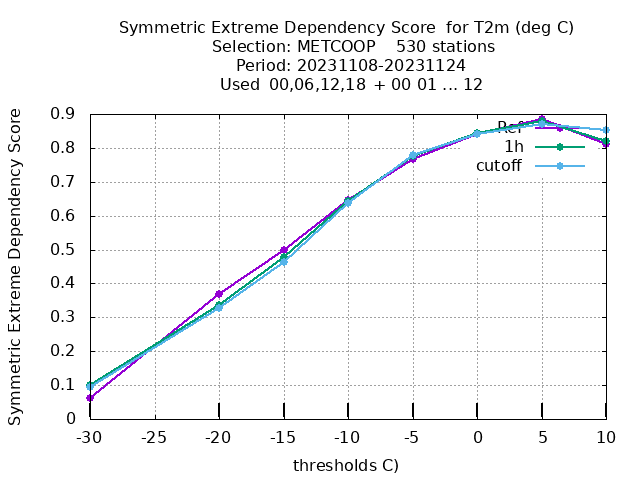 Symmetric Extreme Dependency Score  for T2m (deg C)
Selection: METCOOP    530 stations
Period: 20231108-20231124
Used  00,06,12,18  + 00 01 ... 12
Symmetric Extreme Dependency Score
0.9
0.8
0.7
0.6
0.5
0.4
0.3
0.2
0.1
0
Ref
1h
cutoff
-30 -25 -20 -15 -10 -5 0 5 10
thresholds C)